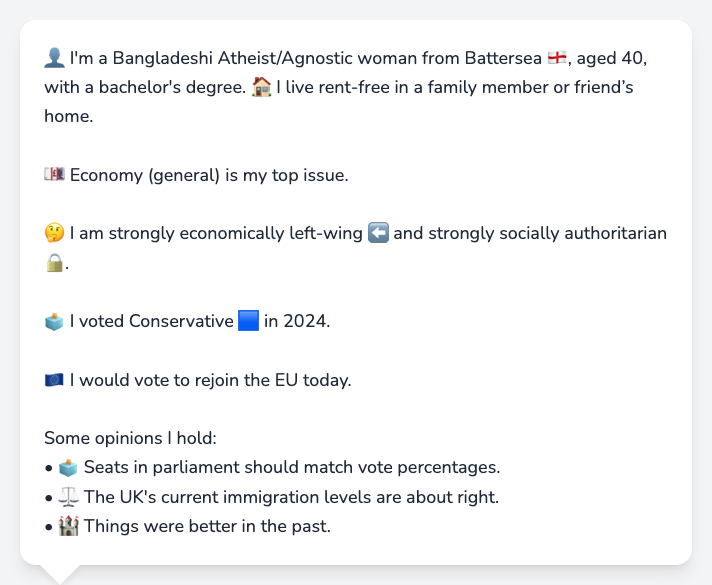 👤 I'm a Bangladeshi Atheist/Agnostic woman from Battersea 🏴󠁧󠁢󠁥󠁮󠁧󠁿, aged 40,
with a bachelor's degree. 🏠 I live rent-free in a family member or friend’s
home.
💷 Economy (general) is my top issue.
🤔 I am strongly economically left-wing ⬅️ and strongly socially authoritarian
🔒.
🗳️ I voted Conservative 🟦 in 2024.
🇪🇺 I would vote to rejoin the EU today.
Some opinions I hold:
• 🗳️ Seats in parliament should match vote percentages.
• ⚖️ The UK's current immigration levels are about right.
• 🏰 Things were better in the past.